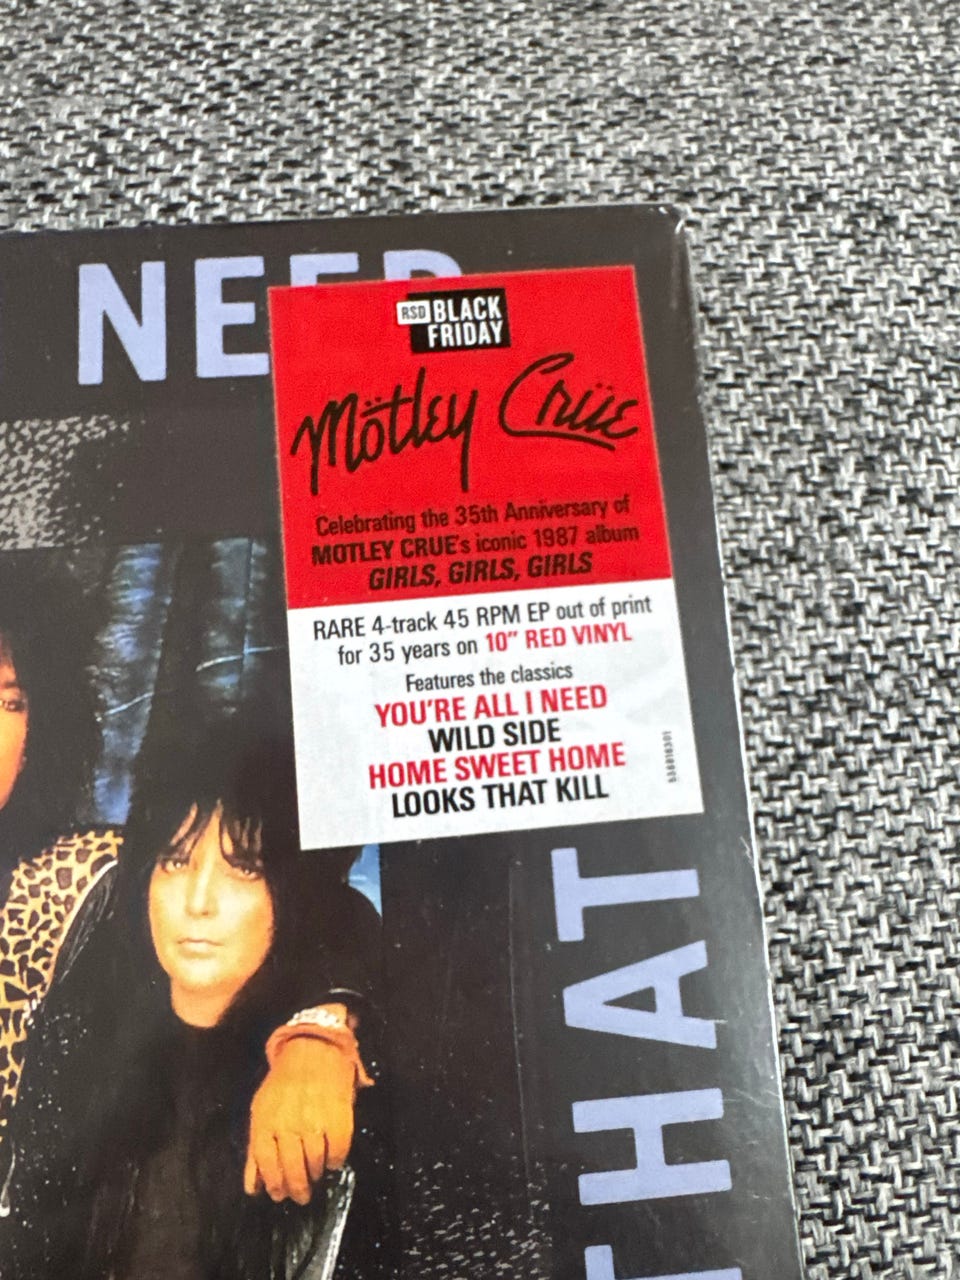 NEED
RSD BLACK
FRIDAY
Mötley Crüe
Celebrating the 35th Anniversary of
MOTLEY CRUE's iconic 1987 album
GIRLS, GIRLS, GIRLS
RARE 4-track 45 RPM EP out of print
for 35 years on 10" RED VINYL
Features the classics
YOU'RE ALL I NEED
WILD SIDE
HOME SWEET HOME
LOOKS THAT KILL
THAT